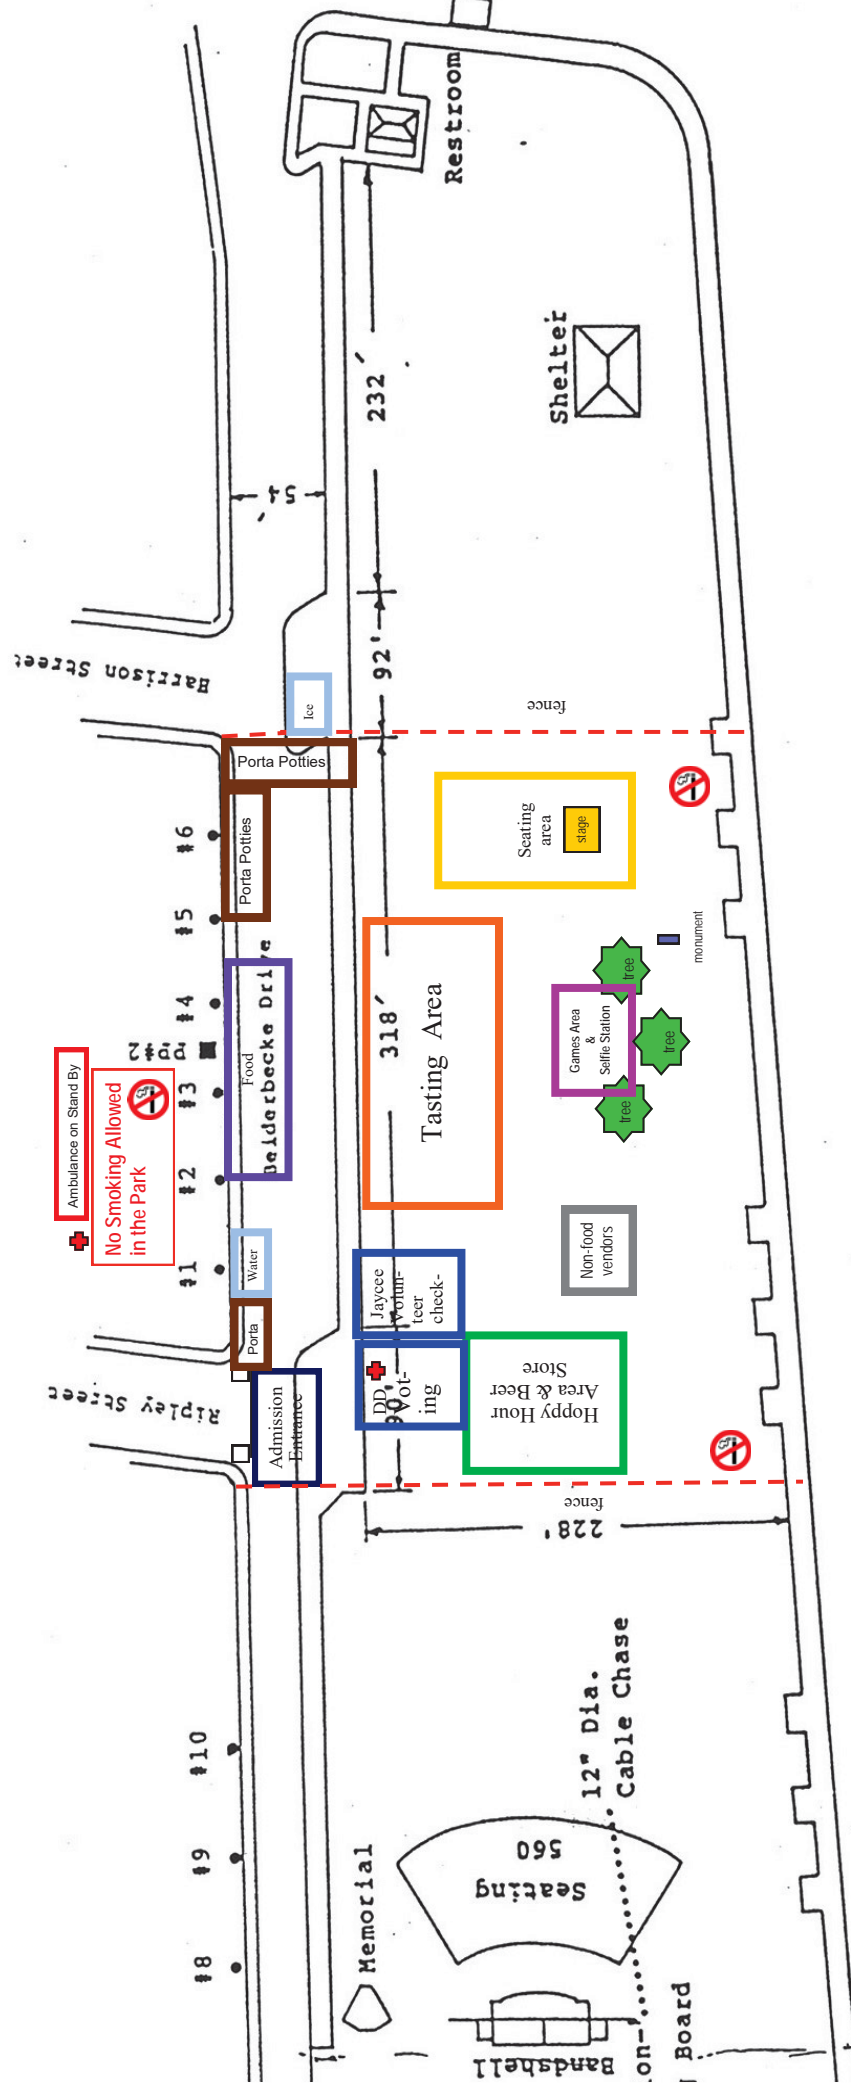 Restroom
232'
Shelter
54'
Harrison Street
92'
Ice
fence
Porta Potties
Porta Potties
#6
#5
#4
pp#2
#3
#2
#1
Seating
area
stage
monument
tree
tree
tree
Games Area
&
Selfie Station
318'
Tasting Area
Food
Beiderbecke Drive
Ambulance on Stand By
No Smoking Allowed
in the Park
Water
Porta
Non-food
vendors
Jaycee
Volun-
teer
check-
DD
Vot-
ing
90'
Hoppy Hour
Area & Beer
Store
Ripley Street
Admission
Entrance
fence
228'
12" Dia.
Cable Chase
#10
#9
#8
Memorial
560
Seating
Bandshell
on-
Board